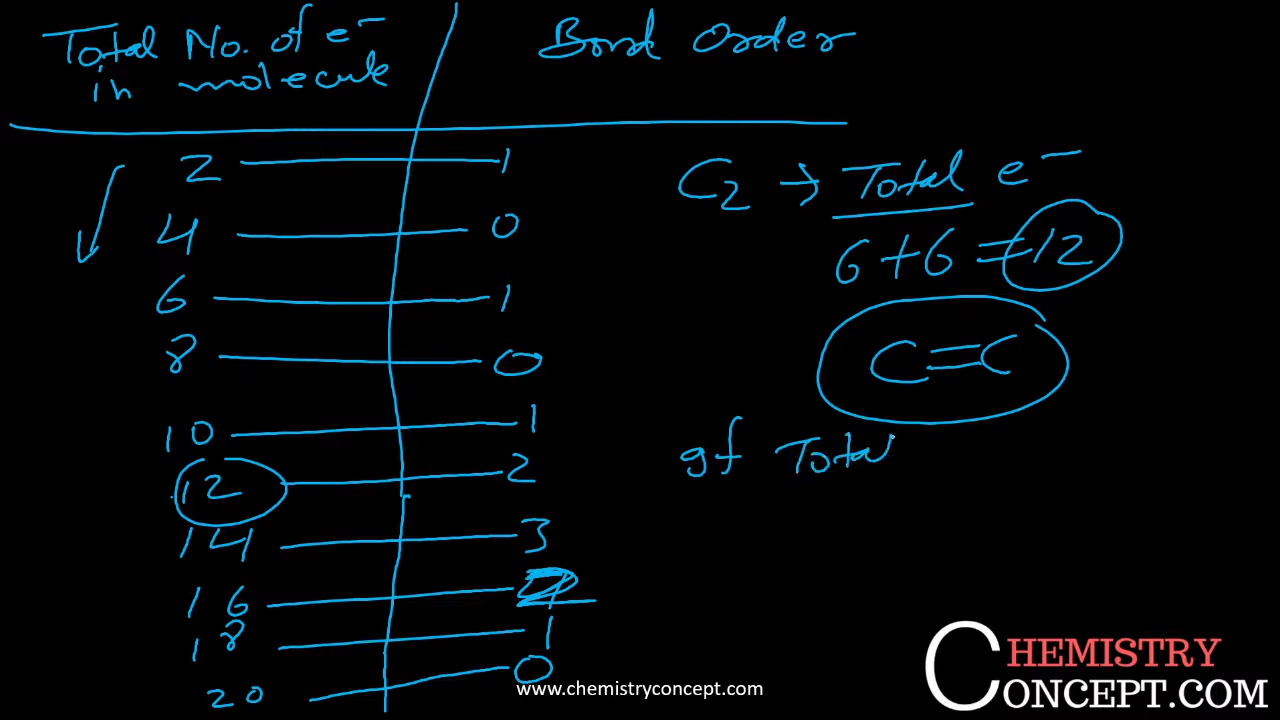 Total No. of e⁻ in molecule
Bond Order
2 1
4 0
6 1
8 0
10 1
12 2
14 3
16
18 1
20 0
C₂ → Total e⁻
6+6 = 12
C=C
gf Total
www.chemistryconcept.com
CHEMISTRY
CONCEPT.COM